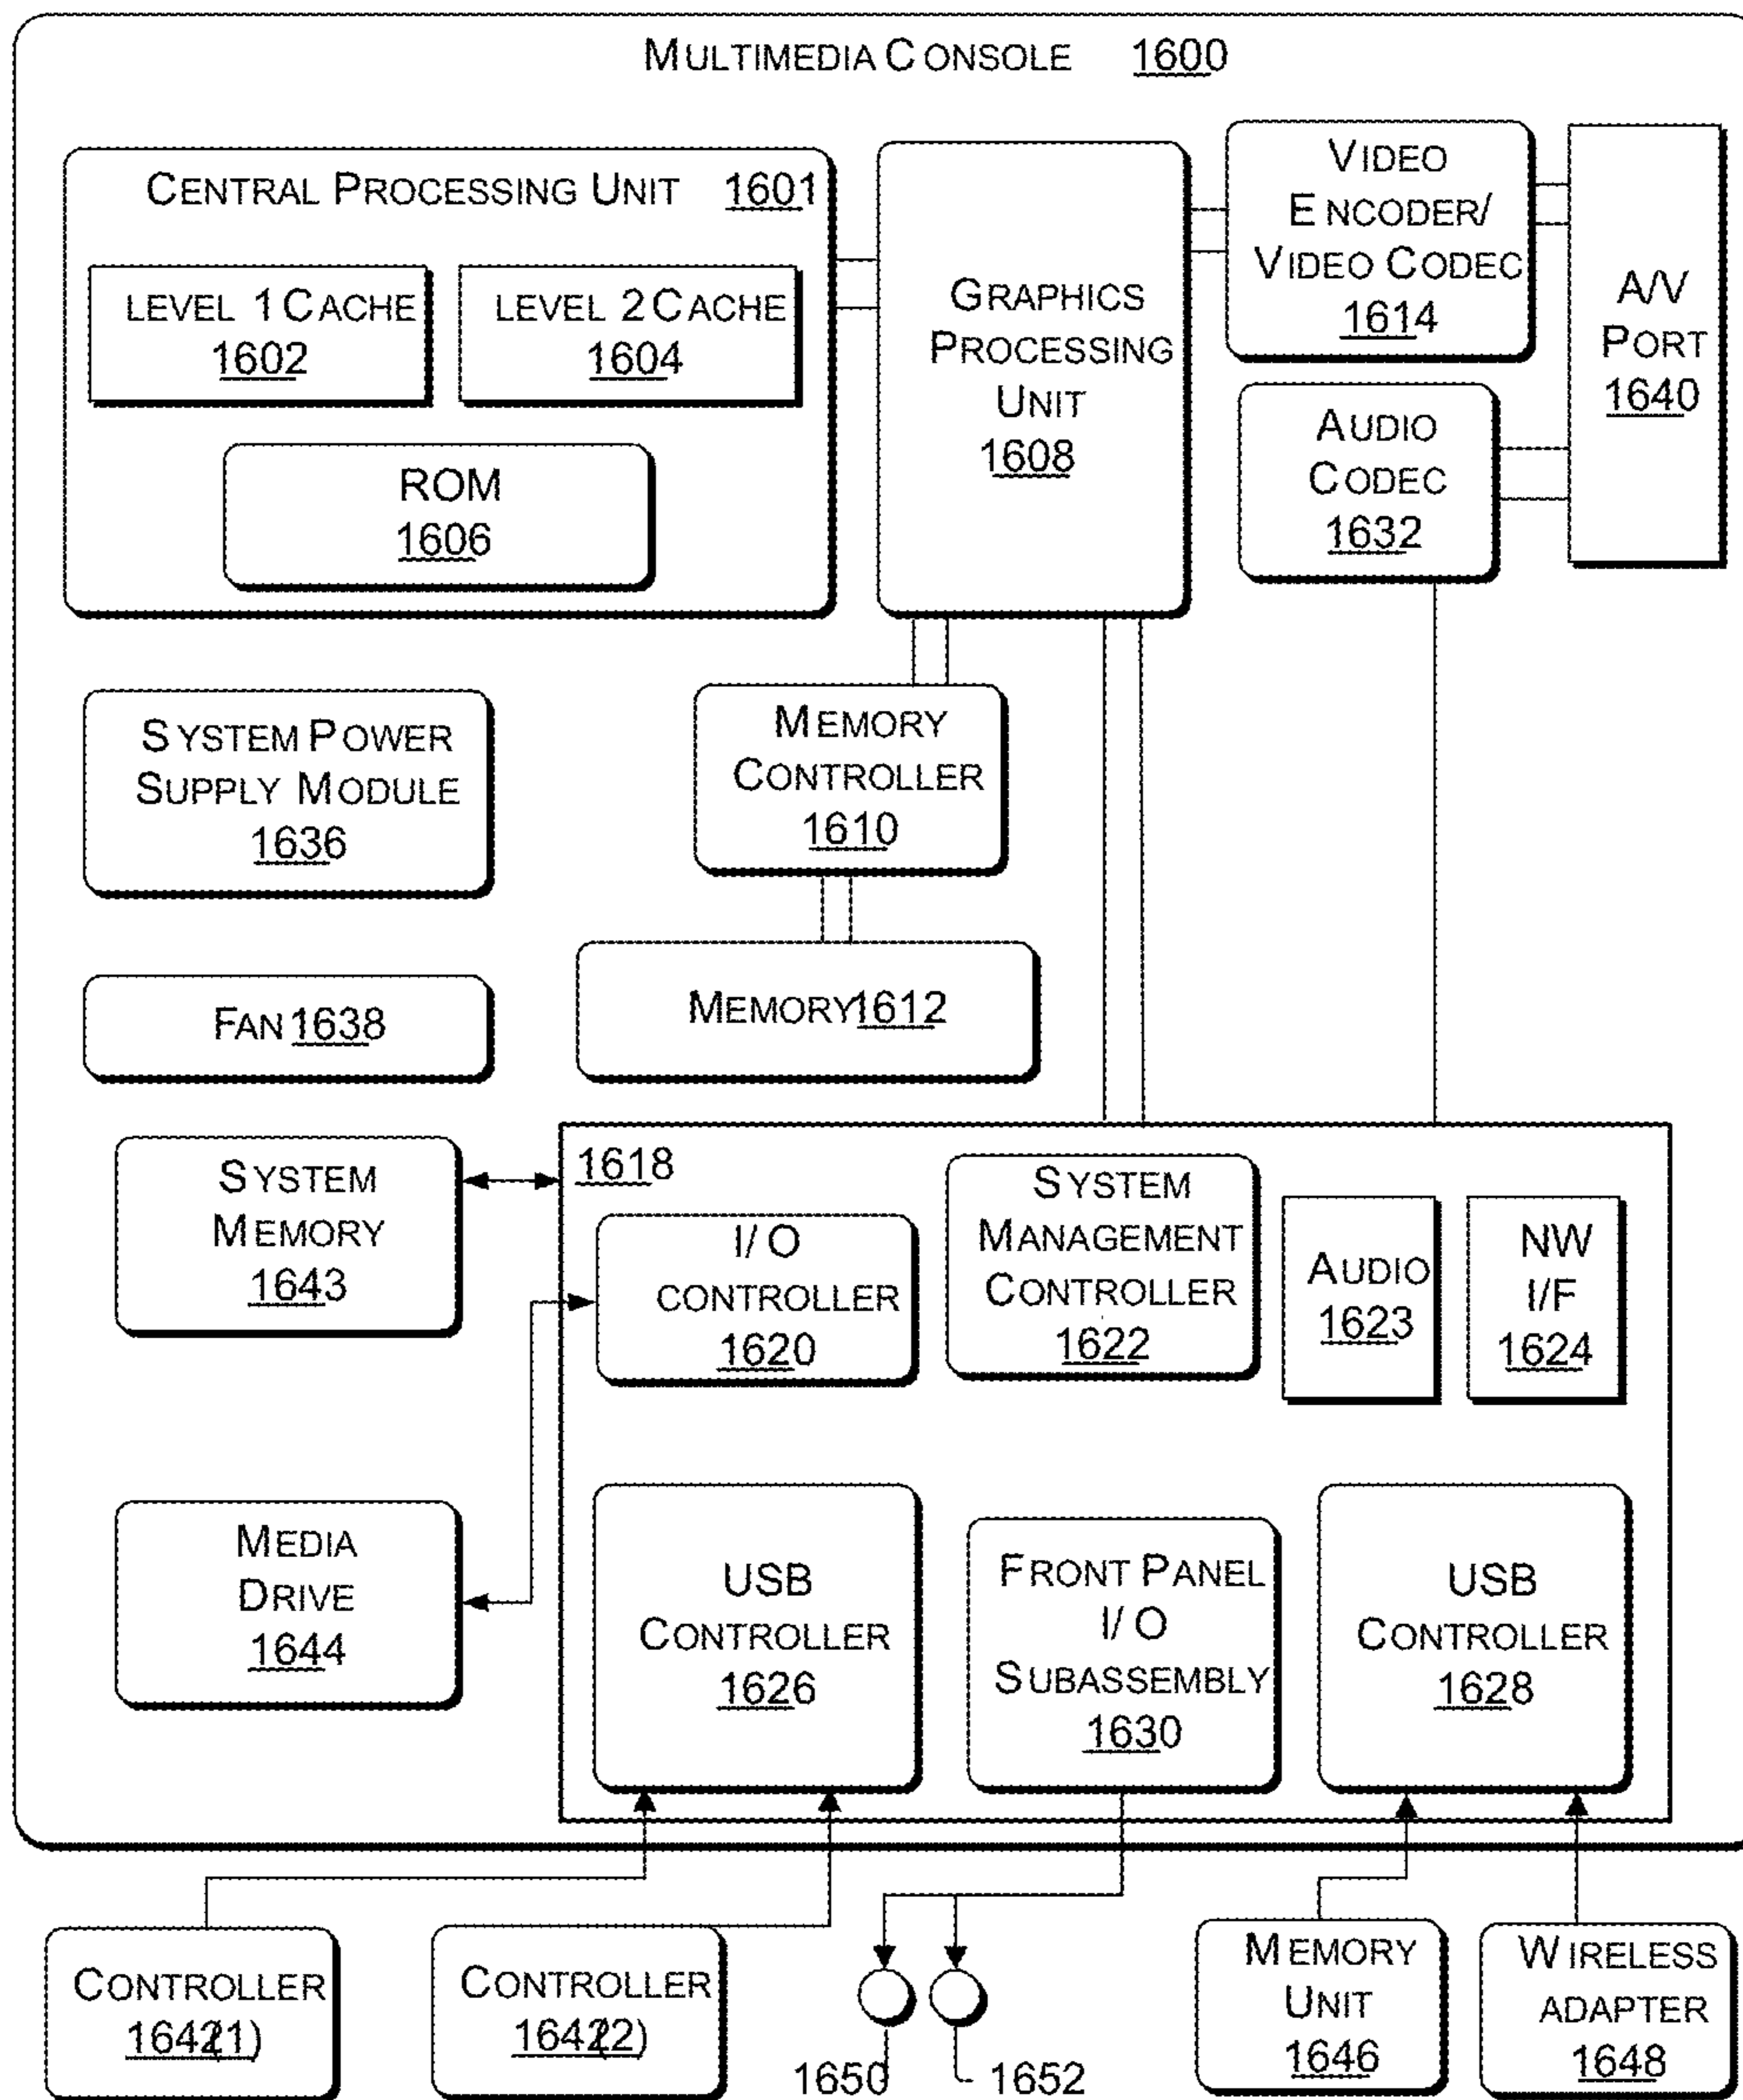 MULTIMEDIA CONSOLE 1600
CENTRAL PROCESSING UNIT 1601
LEVEL 1 CACHE
1602
LEVEL 2 CACHE
1604
ROM
1606
GRAPHICS
PROCESSING
UNIT
1608
VIDEO
ENCODER/
VIDEO CODEC
1614
A/V
PORT
1640
AUDIO
CODEC
1632
SYSTEM POWER
SUPPLY MODULE
1636
MEMORY
CONTROLLER
1610
FAN 1638
MEMORY 1612
SYSTEM
MEMORY
1643
1618
I/O
CONTROLLER
1620
SYSTEM
MANAGEMENT
CONTROLLER
1622
AUDIO
1623
NW
I/F
1624
MEDIA
DRIVE
1644
USB
CONTROLLER
1626
FRONT PANEL
I/O
SUBASSEMBLY
1630
USB
CONTROLLER
1628
CONTROLLER
1642(1)
CONTROLLER
1642(2)
1650
1652
MEMORY
UNIT
1646
WIRELESS
ADAPTER
1648